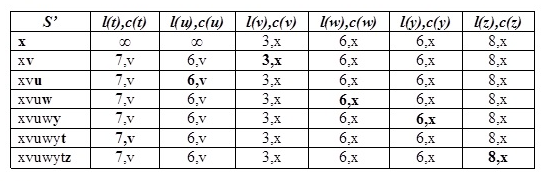 S’ l(t),c(t) l(u),c(u) l(v),c(v) l(w),c(w) l(y),c(y) l(z),c(z)
x ∞ ∞ 3,x 6,x 6,x 8,x
xv 7,v 6,v 3,x 6,x 6,x 8,x
xvu 7,v 6,v 3,x 6,x 6,x 8,x
xvuw 7,v 6,v 3,x 6,x 6,x 8,x
xvuwy 7,v 6,v 3,x 6,x 6,x 8,x
xvuwyt 7,v 6,v 3,x 6,x 6,x 8,x
xvuwytz 7,v 6,v 3,x 6,x 6,x 8,x